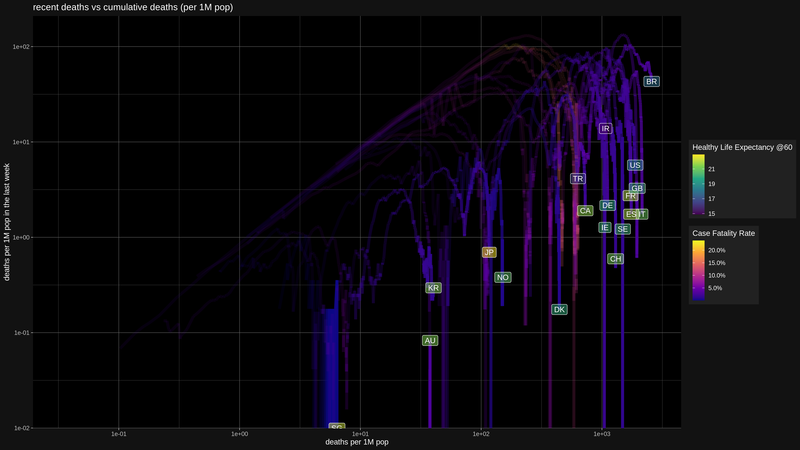 recent deaths vs cumulative deaths (per 1M pop)
1e+02
BR
IR
1e+01
Healthy Life Expectancy @60
US
21
TR
GB
19
deaths per 1M pop in the last week
FR
17
DE
CA
ES IT
15
IE
SE
1e+00
Case Fatality Rate
JP
CH
20.0%
NO
15.0%
KR
10.0%
DK
5.0%
1e-01
AU
SG
1e-02
1e-01
1e+00
1e+01
1e+02
1e+03
deaths per 1M pop